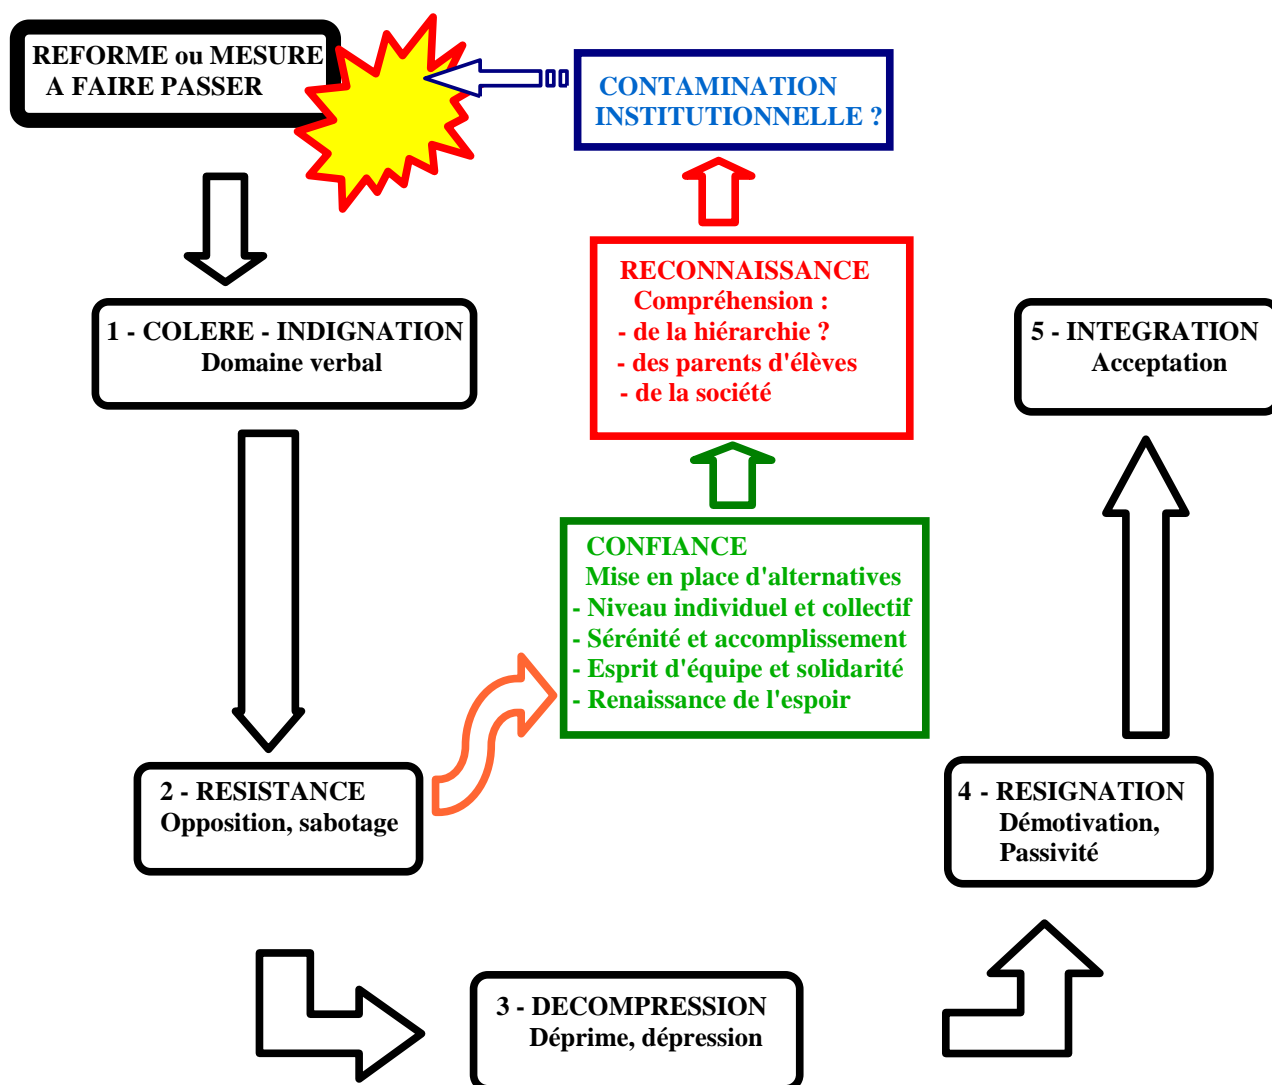 REFORME ou MESURE
A FAIRE PASSER
CONTAMINATION
INSTITUTIONNELLE ?
RECONNAISSANCE
Compréhension :
- de la hiérarchie ?
- des parents d'élèves
- de la société
1 - COLERE - INDIGNATION
Domaine verbal
5 - INTEGRATION
Acceptation
CONFIANCE
Mise en place d'alternatives
- Niveau individuel et collectif
- Sérénité et accomplissement
- Esprit d'équipe et solidarité
- Renaissance de l'espoir
2 - RESISTANCE
Opposition, sabotage
4 - RESIGNATION
Démotivation,
Passivité
3 - DECOMPRESSION
Déprime, dépression